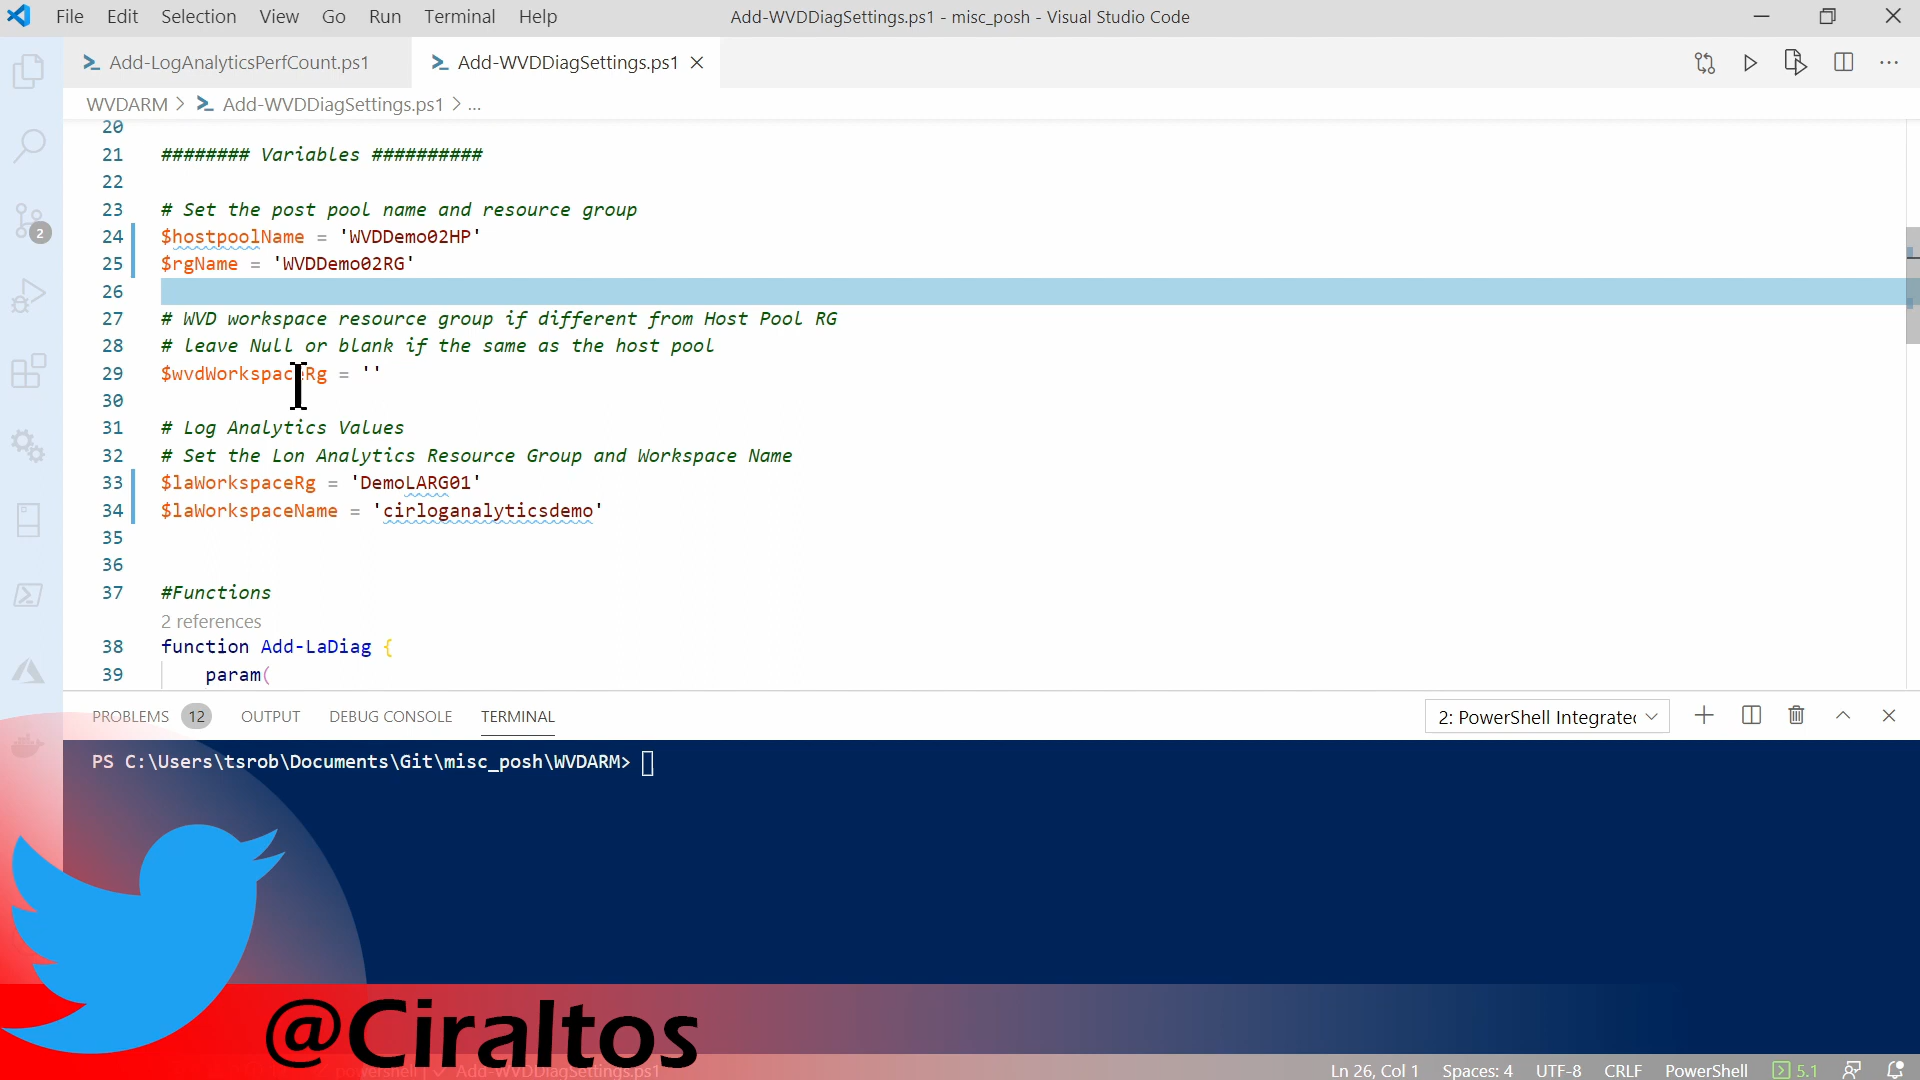 File Edit Selection View Go Run Terminal Help
Add-WVDDiagSettings.ps1 - misc_posh - Visual Studio Code
Add-LogAnalyticsPerfCount.ps1
Add-WVDDiagSettings.ps1
WVDARM > Add-WVDDiagSettings.ps1 > ...
20
21 ######## Variables ##########
22
23 # Set the post pool name and resource group
24 $hostpoolName = 'WVDDemo02HP'
25 $rgName = 'WVDDemo02RG'
26
27 # WVD workspace resource group if different from Host Pool RG
28 # leave Null or blank if the same as the host pool
29 $wvdWorkspaceRg = ''
30
31 # Log Analytics Values
32 # Set the Lon Analytics Resource Group and Workspace Name
33 $laWorkspaceRg = 'DemoLARG01'
34 $laWorkspaceName = 'cirloganalyticsdemo'
35
36
37 #Functions
2 references
38 function Add-LaDiag {
39 param(
2
PROBLEMS 12 OUTPUT DEBUG CONSOLE TERMINAL
2: PowerShell Integrated
PS C:\Users\tsrob\Documents\Git\misc_posh\WVDARM>
@Ciraltos
powershell Add-WVDDiagSettings.ps1
Ln 26, Col 1 Spaces: 4 UTF-8 CRLF PowerShell 5.1